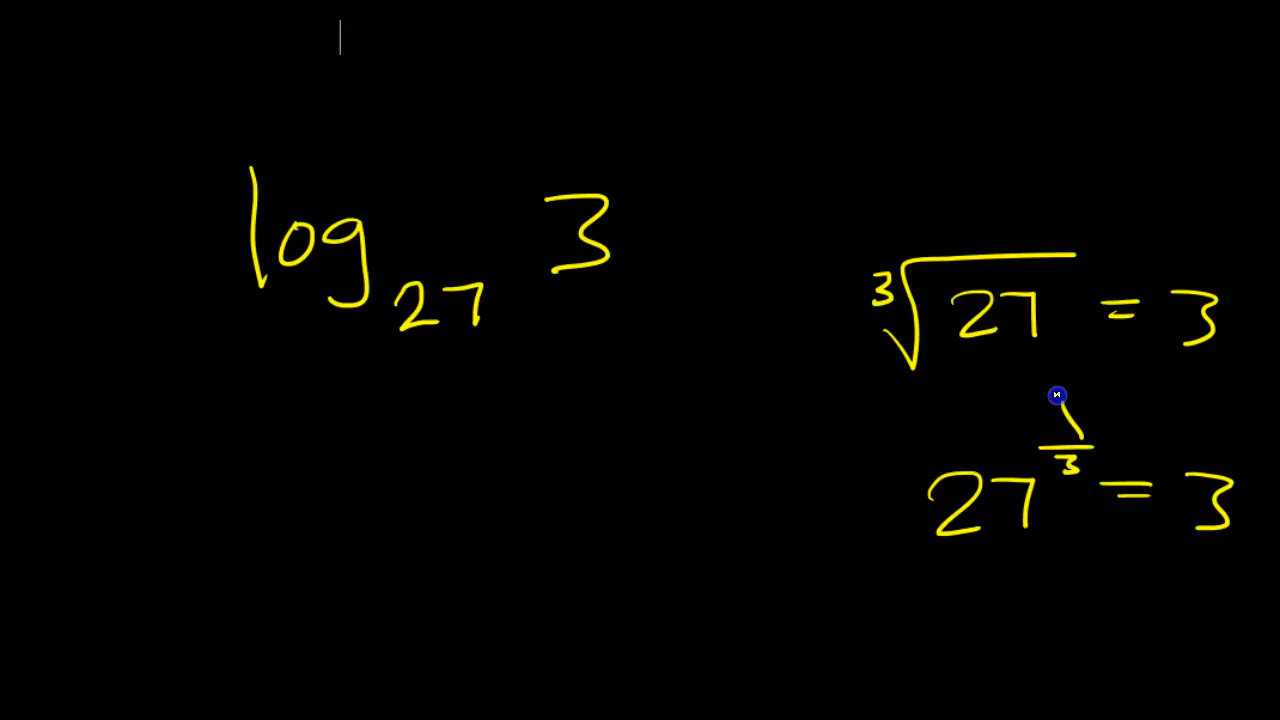 log₂₇ 3
∛27 = 3
27^(1/3) = 3